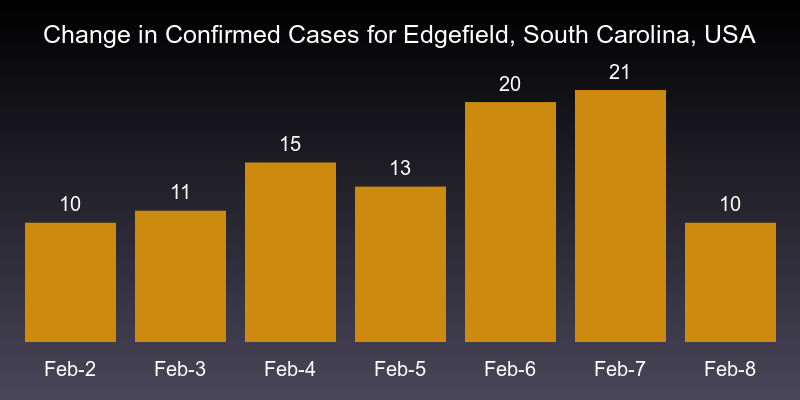 Change in Confirmed Cases for Edgefield, South Carolina, USA
10
11
15
13
20
21
10
Feb-2
Feb-3
Feb-4
Feb-5
Feb-6
Feb-7
Feb-8